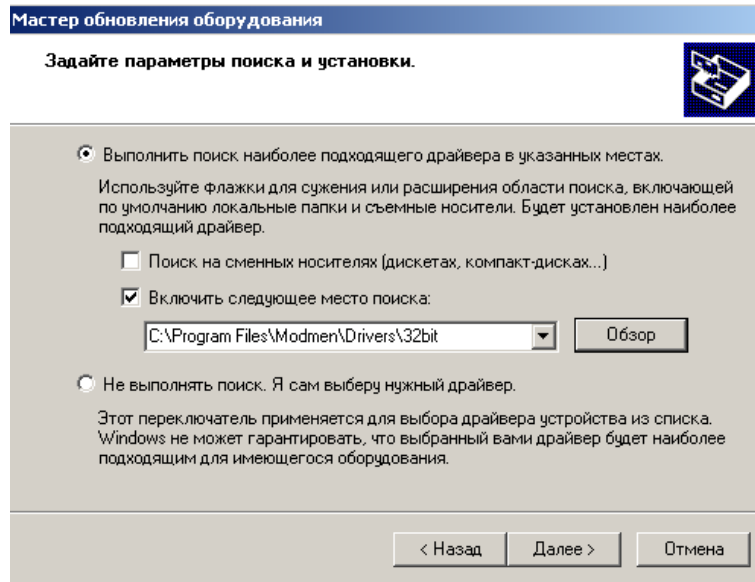 Мастер обновления оборудования
Задайте параметры поиска и установки.
Выполнить поиск наиболее подходящего драйвера в указанных местах.
Используйте флажки для сужения или расширения области поиска, включающей
по умолчанию локальные папки и съемные носители. Будет установлен наиболее
подходящий драйвер.
Поиск на сменных носителях (дискетах, компакт-дисках...)
Включить следующее место поиска:
C:\Program Files\Modmen\Drivers\32bit
Обзор
Не выполнять поиск. Я сам выберу нужный драйвер.
Этот переключатель применяется для выбора драйвера устройства из списка.
Windows не может гарантировать, что выбранный вами драйвер будет наиболее
подходящим для имеющегося оборудования.
< Назад
Далее >
Отмена